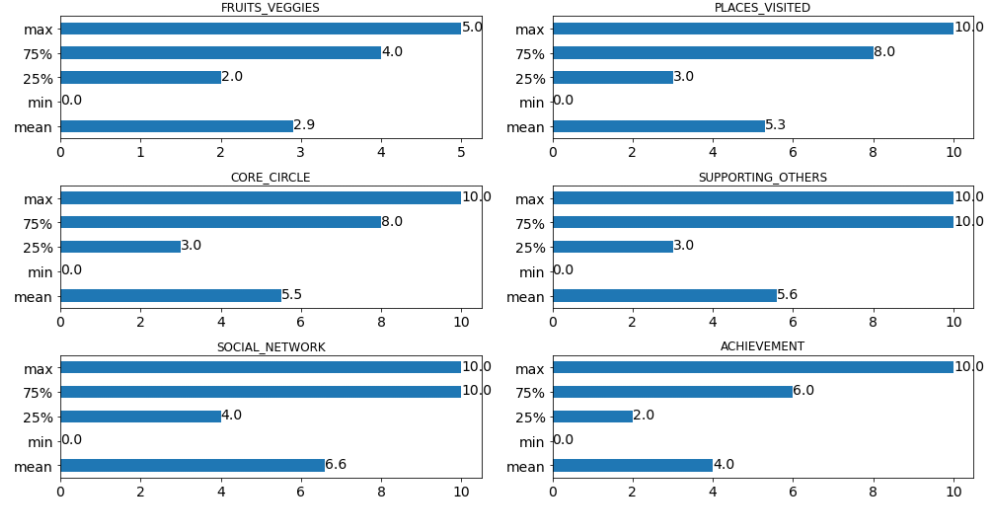 FRUITS_VEGGIES
max 5.0
75% 4.0
25% 2.0
min 0.0
mean 2.9
0 1 2 3 4 5
PLACES_VISITED
max 10.0
75% 8.0
25% 3.0
min 0.0
mean 5.3
0 2 4 6 8 10
CORE_CIRCLE
max 10.0
75% 8.0
25% 3.0
min 0.0
mean 5.5
0 2 4 6 8 10
SUPPORTING_OTHERS
max 10.0
75% 10.0
25% 3.0
min 0.0
mean 5.6
0 2 4 6 8 10
SOCIAL_NETWORK
max 10.0
75% 10.0
25% 4.0
min 0.0
mean 6.6
0 2 4 6 8 10
ACHIEVEMENT
max 10.0
75% 6.0
25% 2.0
min 0.0
mean 4.0
0 2 4 6 8 10